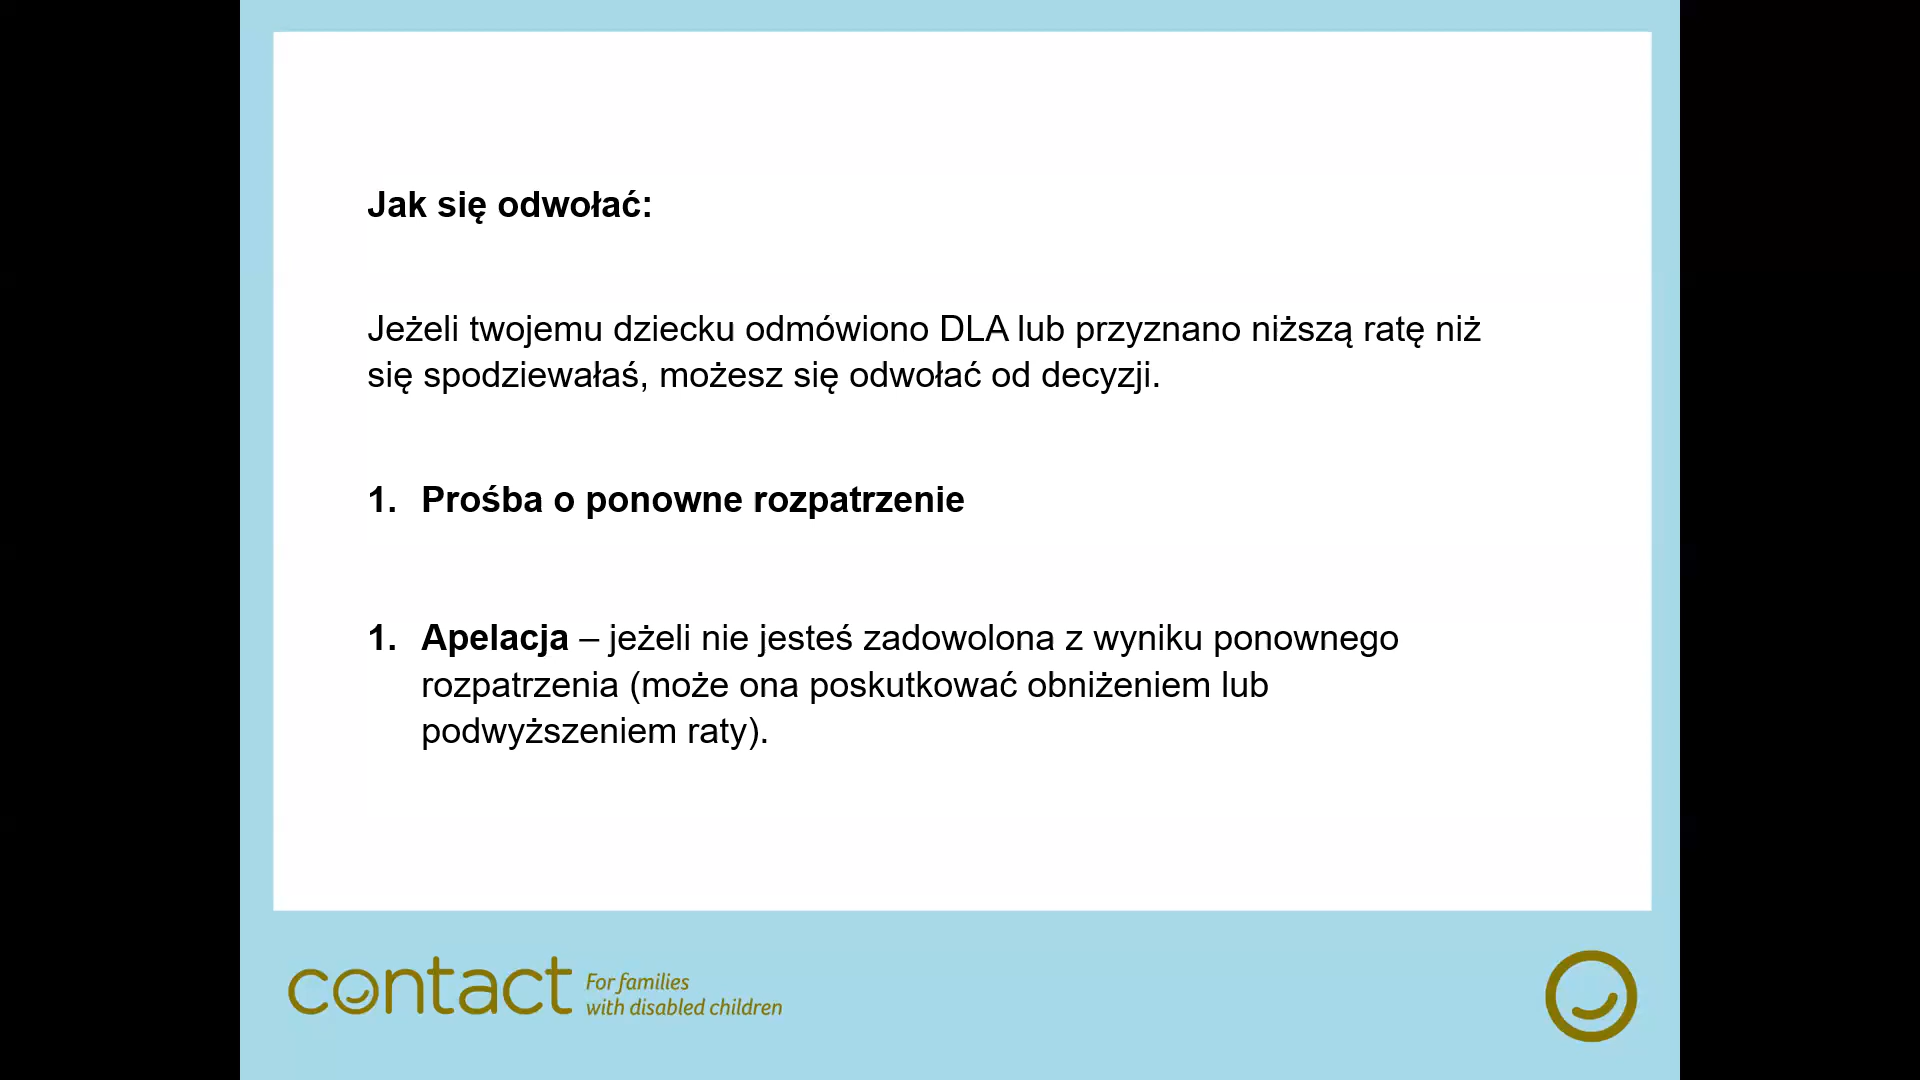 Jak się odwołać:
Jeżeli twojemu dziecku odmówiono DLA lub przyznano niższą ratę niż
się spodziewałaś, możesz się odwołać od decyzji.
1. Prośba o ponowne rozpatrzenie
1. Apelacja – jeżeli nie jesteś zadowolona z wyniku ponownego
rozpatrzenia (może ona poskutkować obniżeniem lub
podwyższeniem raty).
contact
For families
with disabled children